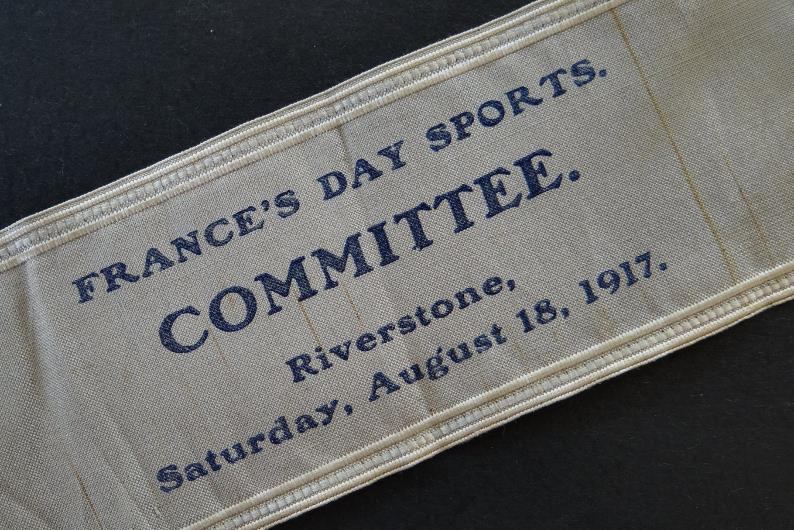 FRANCE'S DAY SPORTS.
COMMITTEE.
Riverstone,
Saturday, August 18, 1917.